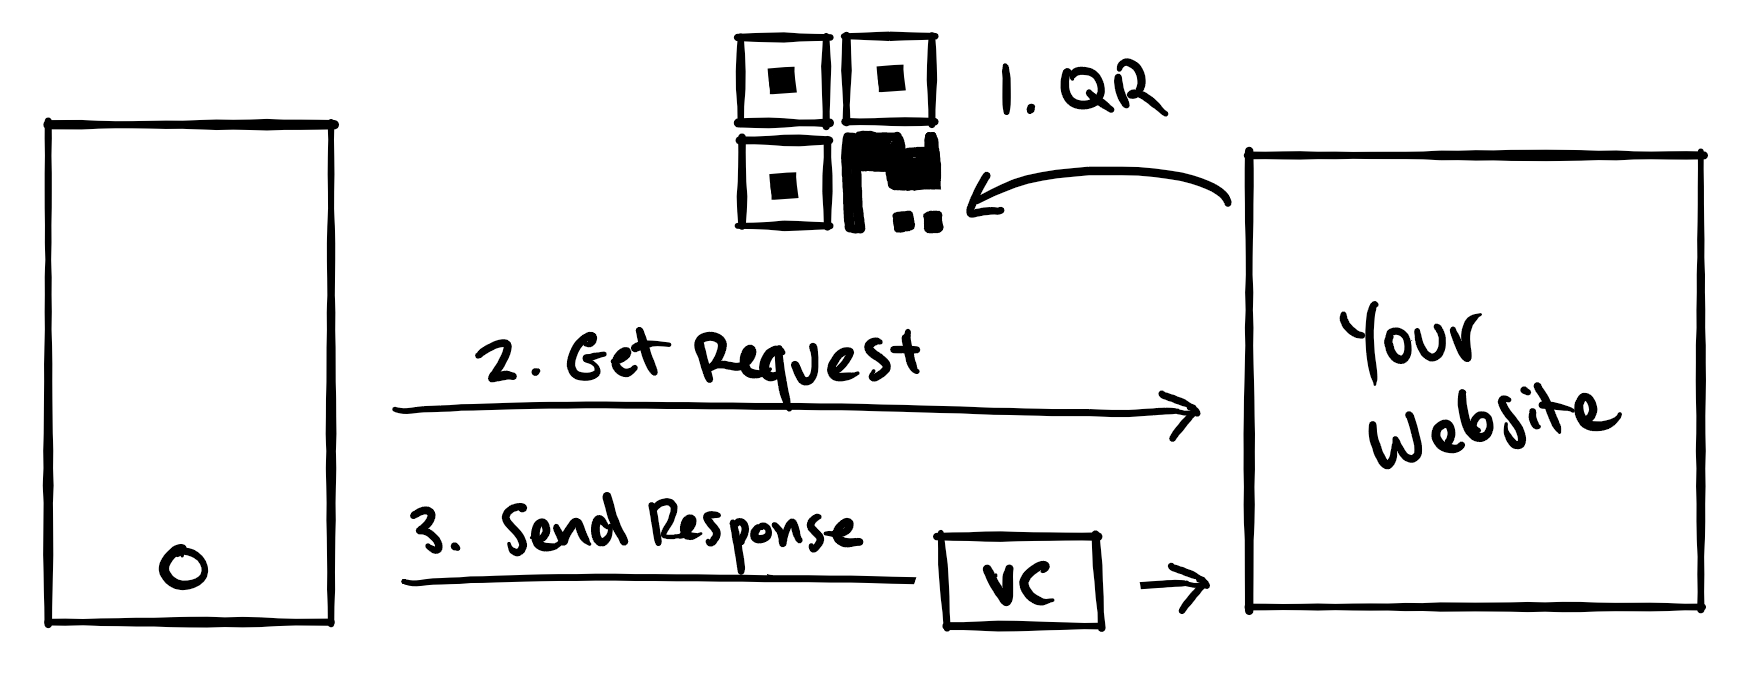 1. QR
2. Get Request
3. Send Response
VC
Your
Website